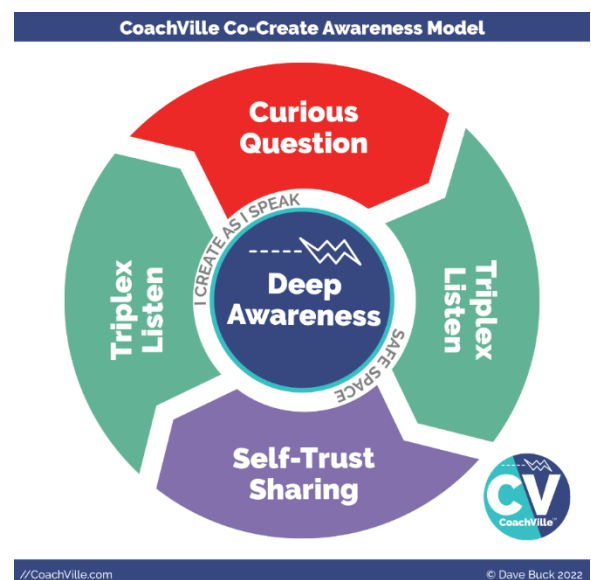 CoachVille Co-Create Awareness Model
Curious
Question
I CREATE AS I SPEAK
Triplex
Listen
Deep
Awareness
Triplex
Listen
SAFE SPACE
Self-Trust
Sharing
CV
CoachVille™
//CoachVille.com
© Dave Buck 2022